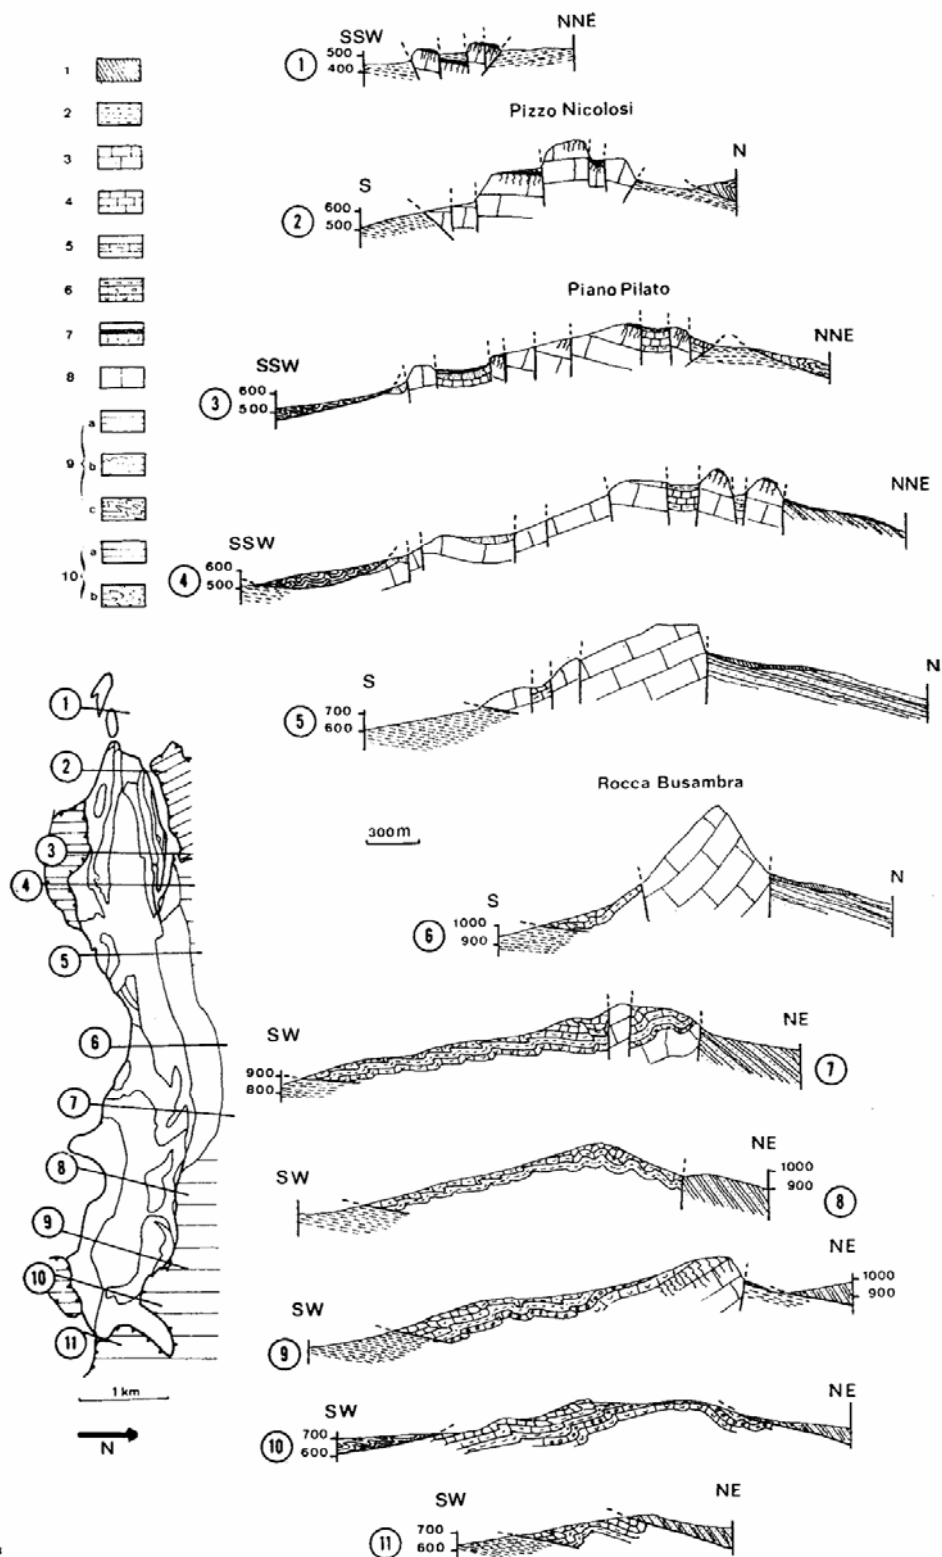 1
2
3
4
5
6
7
8
a
9 b
c
a
10
b
SSW
NNE
500
400
1
Pizzo Nicolosi
S
N
600
500
2
Piano Pilato
SSW
NNE
600
500
3
SSW
NNE
600
500
4
S
N
700
600
5
Rocca Busambra
300m
S
N
1000
900
6
SW
NE
900
800
7
SW
NE
1000
900
8
SW
NE
1000
900
9
SW
NE
700
600
10
SW
NE
700
600
11
1
2
3
4
5
6
7
8
9
10
11
1 km
N